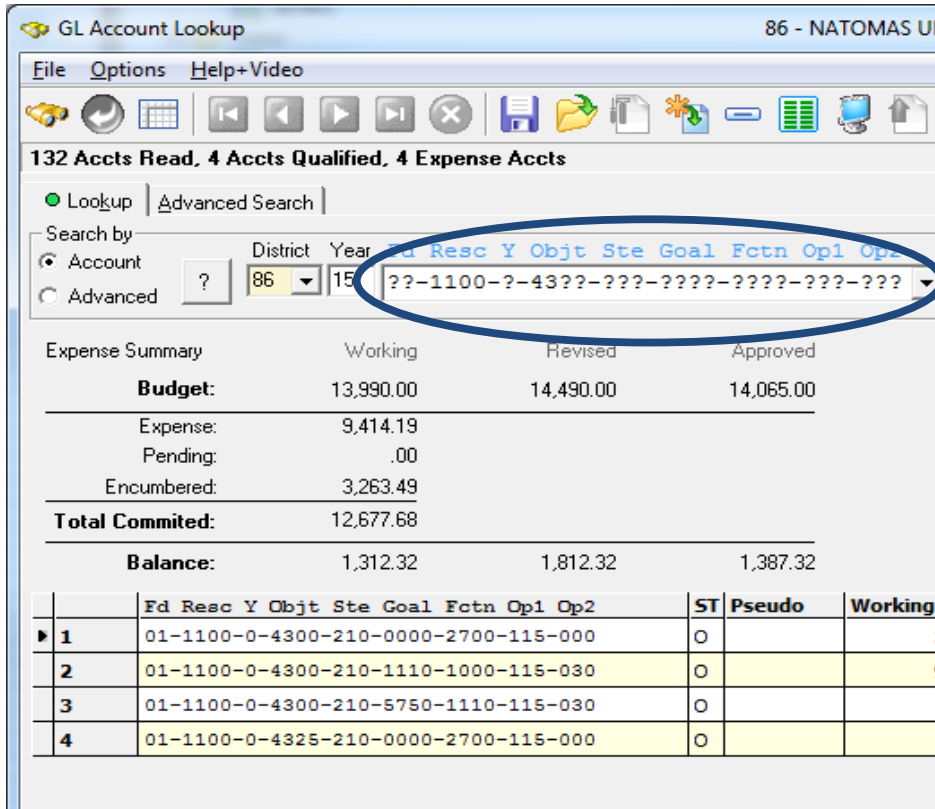 GL Account Lookup 86 - NATOMAS U
File Options Help+Video
132 Accts Read, 4 Accts Qualified, 4 Expense Accts
Lookup Advanced Search
Search by
District Year Fd Resc Y Objt Ste Goal Fctn Op1 Op2
Account
? 86 15 ??-1100-?-43??-???-????-????-???-???
Advanced
Expense Summary Working Revised Approved
Budget: 13,990.00 14,490.00 14,065.00
Expense: 9,414.19
Pending: .00
Encumbered: 3,263.49
Total Commited: 12,677.68
Balance: 1,312.32 1,812.32 1,387.32
Fd Resc Y Objt Ste Goal Fctn Op1 Op2 ST Pseudo Working
1 01-1100-0-4300-210-0000-2700-115-000 O
2 01-1100-0-4300-210-1110-1000-115-030 O
3 01-1100-0-4300-210-5750-1110-115-030 O
4 01-1100-0-4325-210-0000-2700-115-000 O